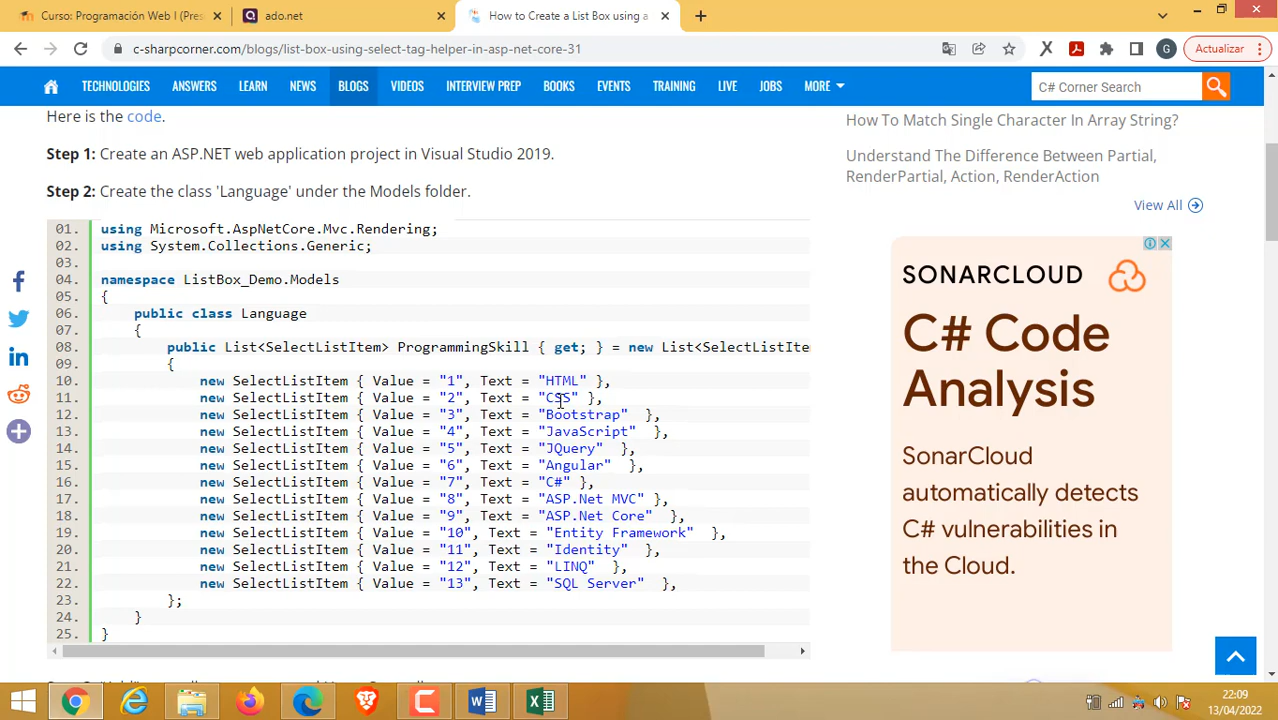 Curso: Programación Web I (Pres
ado.net
How to Create a List Box using a
c-sharpcorner.com/blogs/list-box-using-select-tag-helper-in-asp-net-core-31
G
Actualizar
TECHNOLOGIES ANSWERS LEARN NEWS BLOGS VIDEOS INTERVIEW PREP BOOKS EVENTS TRAINING LIVE JOBS MORE
C# Corner Search
Here is the code.
Step 1: Create an ASP.NET web application project in Visual Studio 2019.
Step 2: Create the class 'Language' under the Models folder.
01. using Microsoft.AspNetCore.Mvc.Rendering;
02. using System.Collections.Generic;
03.
04. namespace ListBox_Demo.Models
05. {
06. public class Language
07. {
08. public List<SelectListItem> ProgrammingSkill { get; } = new List<SelectListIte
09. {
10. new SelectListItem { Value = "1", Text = "HTML" },
11. new SelectListItem { Value = "2", Text = "CSS" },
12. new SelectListItem { Value = "3", Text = "Bootstrap" },
13. new SelectListItem { Value = "4", Text = "JavaScript" },
14. new SelectListItem { Value = "5", Text = "JQuery" },
15. new SelectListItem { Value = "6", Text = "Angular" },
16. new SelectListItem { Value = "7", Text = "C#" },
17. new SelectListItem { Value = "8", Text = "ASP.Net MVC" },
18. new SelectListItem { Value = "9", Text = "ASP.Net Core" },
19. new SelectListItem { Value = "10", Text = "Entity Framework" },
20. new SelectListItem { Value = "11", Text = "Identity" },
21. new SelectListItem { Value = "12", Text = "LINQ" },
22. new SelectListItem { Value = "13", Text = "SQL Server" },
23. };
24. }
25. }
How To Match Single Character In Array String?
Understand The Difference Between Partial,
RenderPartial, Action, RenderAction
View All
SONARCLOUD
C# Code
Analysis
SonarCloud
automatically detects
C# vulnerabilities in
the Cloud.
22:09
13/04/2022